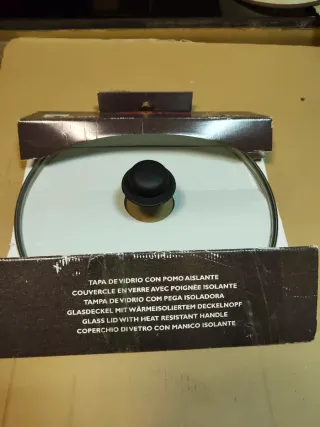 TAPA DE VIDRIO CON POMO AISLANTE
COUVERCLE EN VERRE AVEC POIGNÉE ISOLANTE
TAMPA DE VIDRO COM PEGA ISOLADORA
GLASDECKEL MIT WÄRMEISOLIERTEM DECKELNOPF
GLASS LID WITH HEAT RESISTANT HANDLE
COPERCHIO DI VETRO CON MANICO ISOLANTE